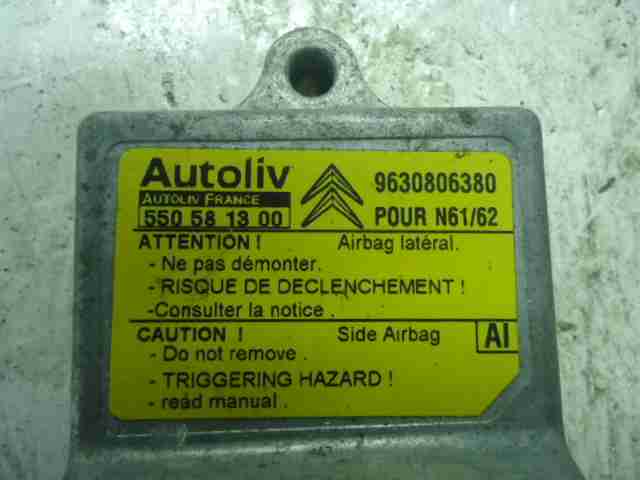 Autoliv
AUTOLIV FRANCE
550 58 13 00
9630806380
POUR N61/62
ATTENTION ! Airbag latéral.
- Ne pas démonter.
- RISQUE DE DECLENCHEMENT !
-Consulter la notice .
CAUTION ! Side Airbag AI
- Do not remove .
- TRIGGERING HAZARD !
- read manual .